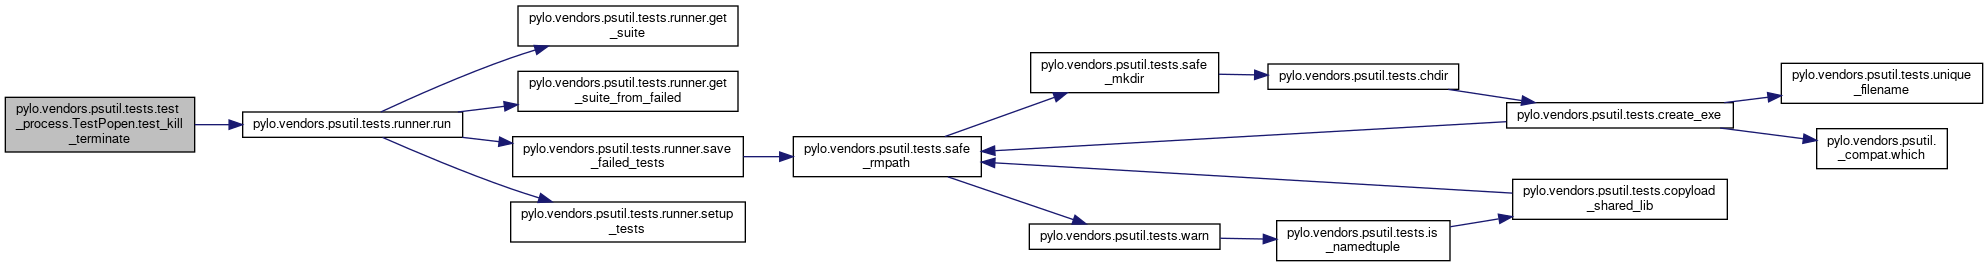 pylo.vendors.psutil.tests.test
_process.TestPopen.test_kill
_terminate
pylo.vendors.psutil.tests.runner.run
pylo.vendors.psutil.tests.runner.get
_suite
pylo.vendors.psutil.tests.runner.get
_suite_from_failed
pylo.vendors.psutil.tests.runner.save
_failed_tests
pylo.vendors.psutil.tests.runner.setup
_tests
pylo.vendors.psutil.tests.safe
_rmpath
pylo.vendors.psutil.tests.safe
_mkdir
pylo.vendors.psutil.tests.warn
pylo.vendors.psutil.tests.chdir
pylo.vendors.psutil.tests.is
_namedtuple
pylo.vendors.psutil.tests.create_exe
pylo.vendors.psutil.tests.copyload
_shared_lib
pylo.vendors.psutil.tests.unique
_filename
pylo.vendors.psutil.
_compat.which